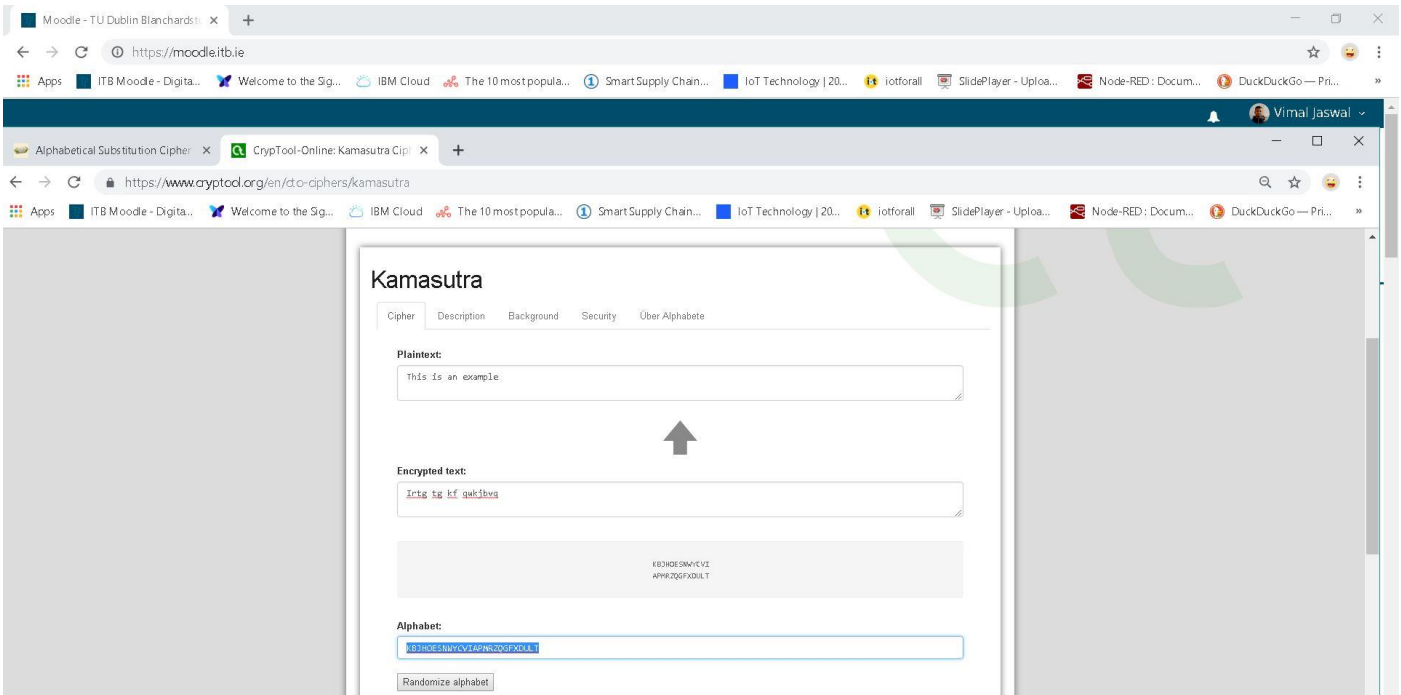 Moodle - TU Dublin Blanchardst
https://moodle.itb.ie
Apps ITB Moodle - Digita... Welcome to the Sig... IBM Cloud The 10 most popula... Smart Supply Chain... IoT Technology | 20... iotforall SlidePlayer - Uploa... Node-RED : Docum... DuckDuckGo — Pri... »
Vimal Jaswal
Alphabetical Substitution Cipher CrypTool-Online: Kamasutra Cip
https://www.cryptool.org/en/cto-ciphers/kamasutra
Apps ITB Moodle - Digita... Welcome to the Sig... IBM Cloud The 10 most popula... Smart Supply Chain... IoT Technology | 20... iotforall SlidePlayer - Uploa... Node-RED : Docum... DuckDuckGo — Pri... »
Kamasutra
Cipher Description Background Security Über Alphabete
Plaintext:
This is an example
Encrypted text:
Irtg tg kf qwkjbvq
KBJHOESNWYCVI
APMRZQGFXDULT
Alphabet:
KBJHOESNWYCVIAPMRZQGFXDULT
Randomize alphabet